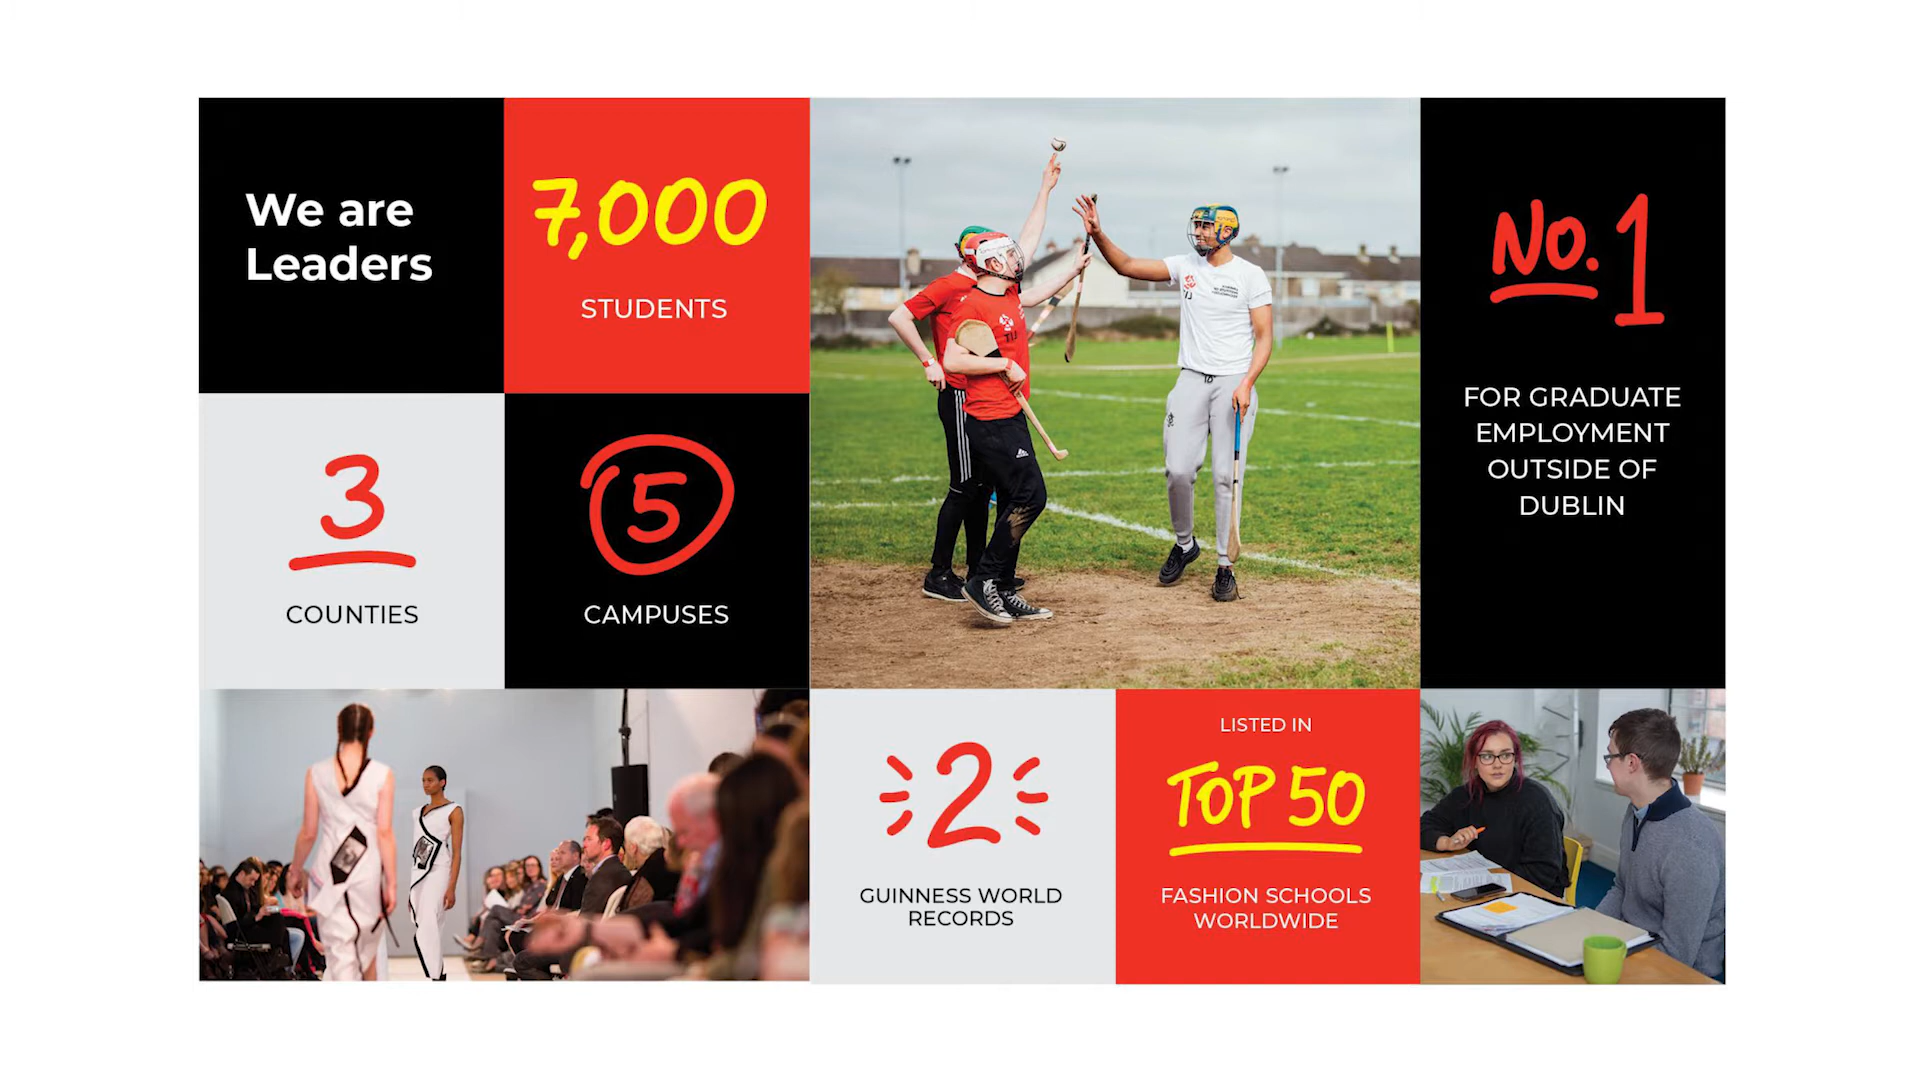 We are
Leaders
7,000
STUDENTS
No. 1
FOR GRADUATE
EMPLOYMENT
OUTSIDE OF
DUBLIN
3
COUNTIES
5
CAMPUSES
2
GUINNESS WORLD
RECORDS
LISTED IN
TOP 50
FASHION SCHOOLS
WORLDWIDE